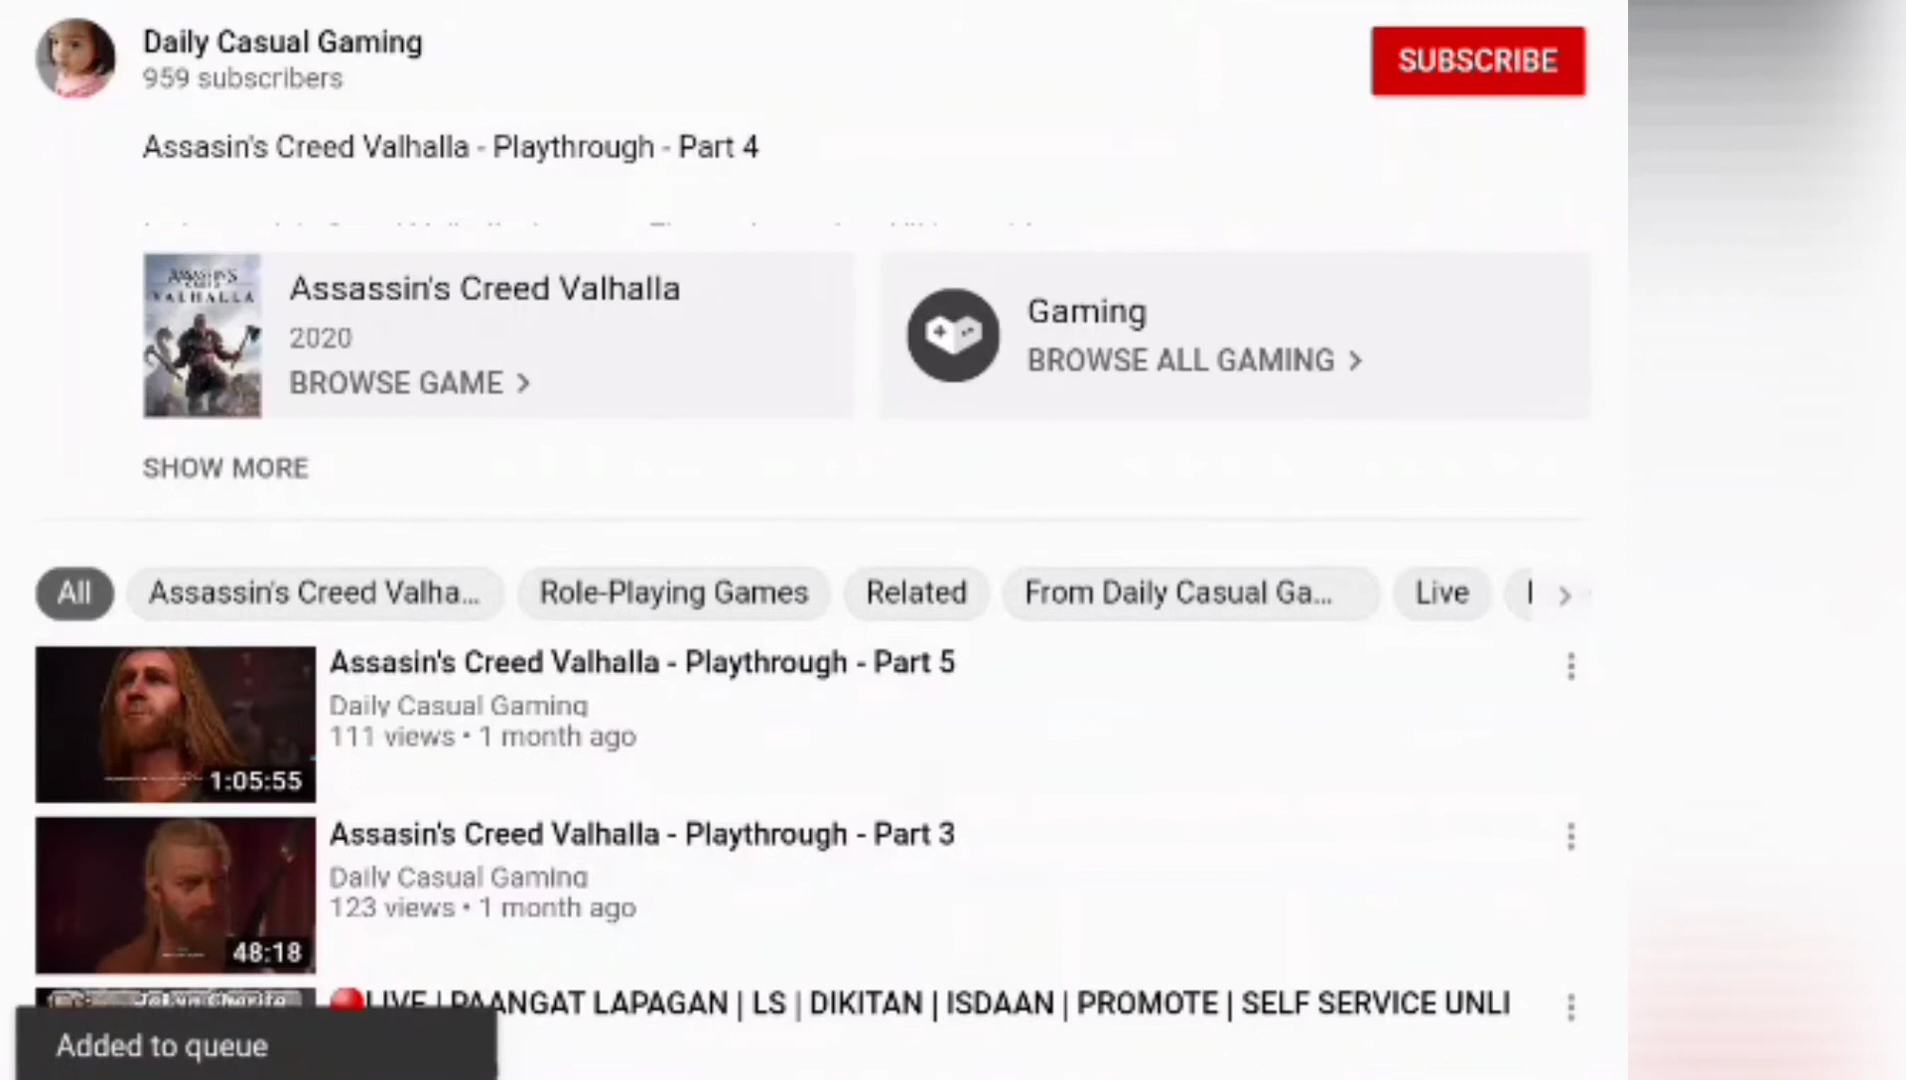 Daily Casual Gaming
959 subscribers
SUBSCRIBE
Assasin's Creed Valhalla - Playthrough - Part 4
ASSASSIN'S
CREED
VALHALLA
Assassin's Creed Valhalla
2020
BROWSE GAME >
Gaming
BROWSE ALL GAMING >
SHOW MORE
All
Assassin's Creed Valha...
Role-Playing Games
Related
From Daily Casual Ga...
Live
>
Assasin's Creed Valhalla - Playthrough - Part 5
Daily Casual Gaming
111 views • 1 month ago
1:05:55
Assasin's Creed Valhalla - Playthrough - Part 3
Daily Casual Gaming
123 views • 1 month ago
48:18
LIVE | PAANGAT LAPAGAN | LS | DIKITAN | ISDAAN | PROMOTE | SELF SERVICE UNLI
Added to queue